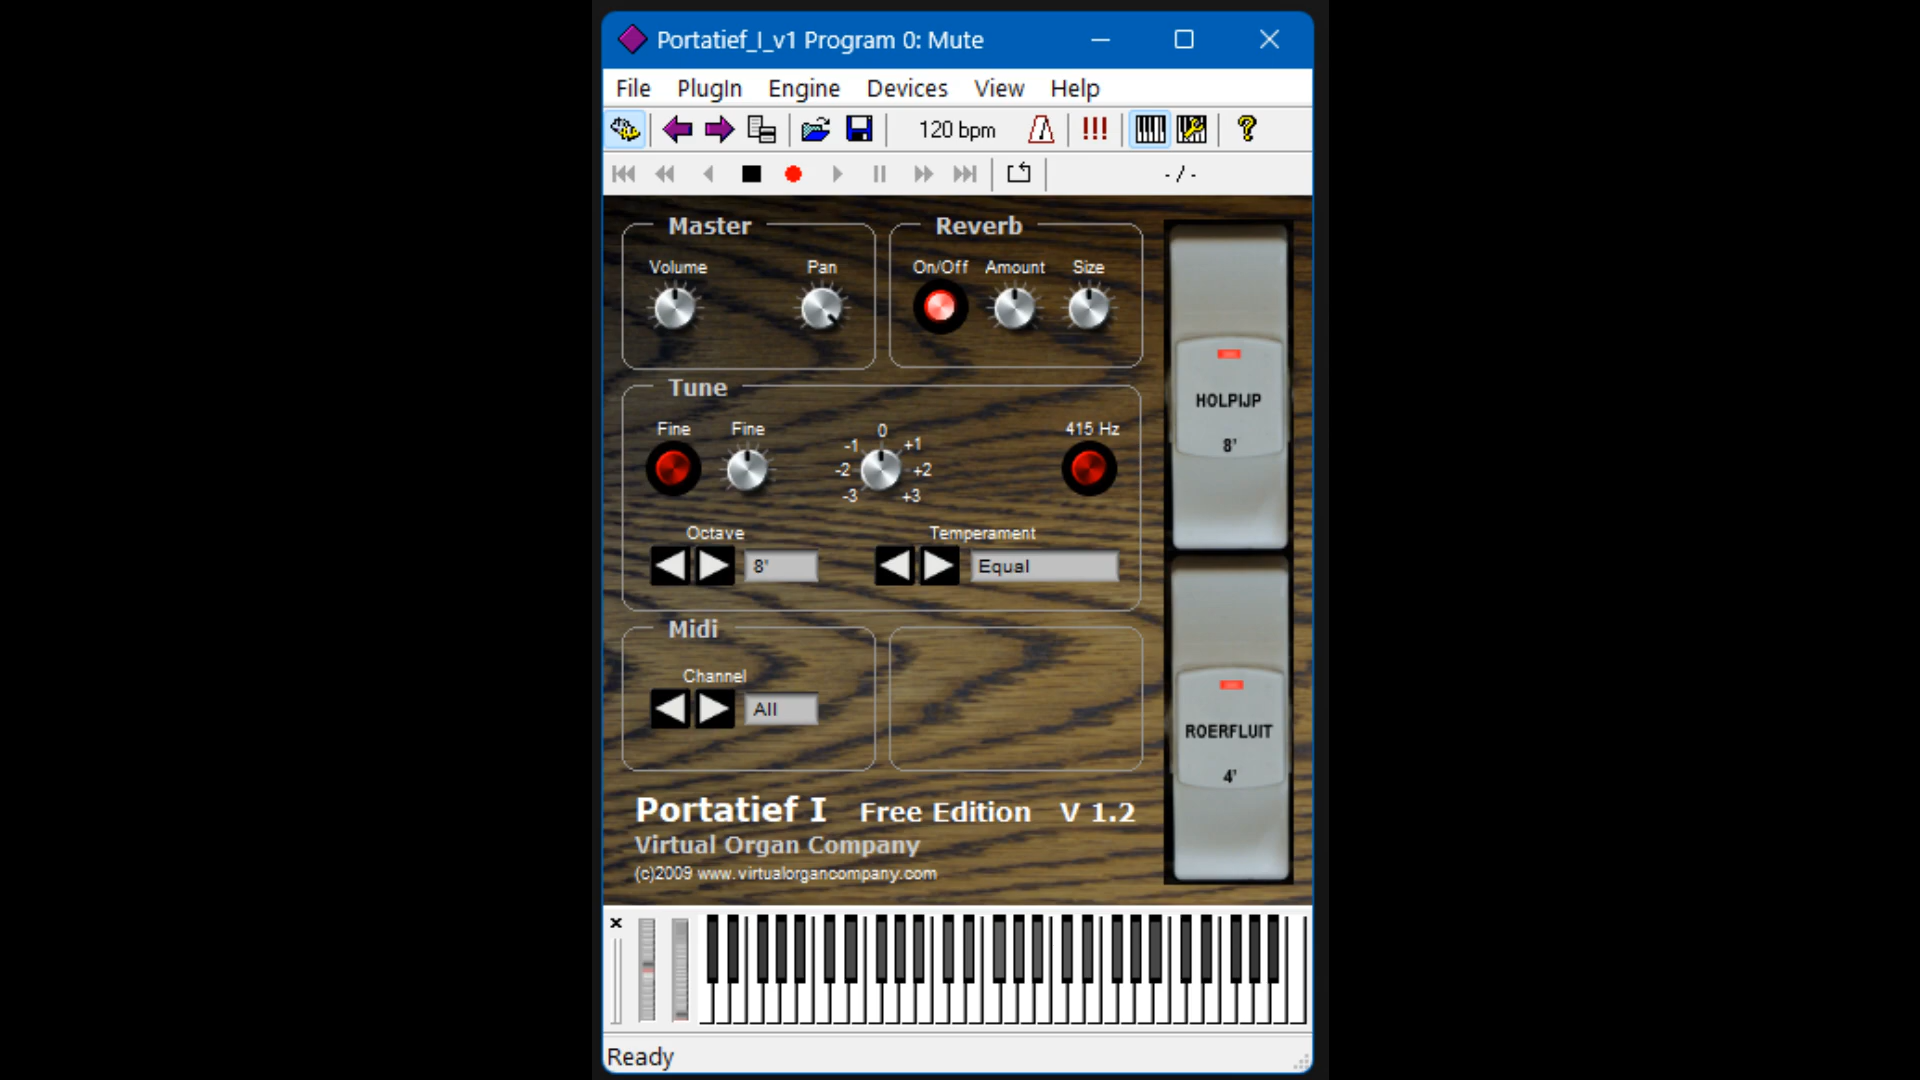 Portatief_I_v1 Program 0: Mute
File PlugIn Engine Devices View Help
120 bpm !!! ?
- / -
Master Reverb
Volume Pan On/Off Amount Size
HOLPIJP
8'
Tune
Fine Fine 0 415 Hz
-1 +1
-2 +2
-3 +3
Octave Temperament
8' Equal
Midi
Channel
All
ROERFLUIT
4'
Portatief I Free Edition V 1.2
Virtual Organ Company
(c)2009 www.virtualorgancompany.com
Ready